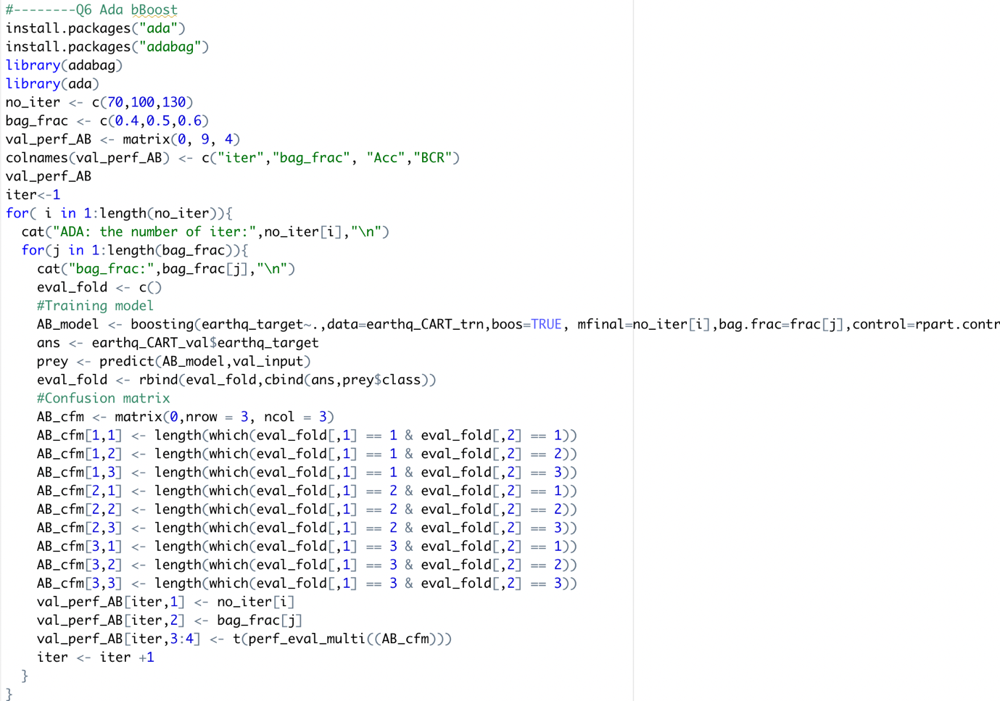 #--------Q6 Ada bBoost
install.packages("ada")
install.packages("adabag")
library(adabag)
library(ada)
no_iter <- c(70,100,130)
bag_frac <- c(0.4,0.5,0.6)
val_perf_AB <- matrix(0, 9, 4)
colnames(val_perf_AB) <- c("iter","bag_frac", "Acc","BCR")
val_perf_AB
iter<-1
for( i in 1:length(no_iter)){
  cat("ADA: the number of iter:",no_iter[i],"\n")
  for(j in 1:length(bag_frac)){
    cat("bag_frac:",bag_frac[j],"\n")
    eval_fold <- c()
    #Training model
    AB_model <- boosting(earthq_target~.,data=earthq_CART_trn,boos=TRUE, mfinal=no_iter[i],bag.frac=frac[j],control=rpart.contr
    ans <- earthq_CART_val$earthq_target
    prey <- predict(AB_model,val_input)
    eval_fold <- rbind(eval_fold,cbind(ans,prey$class))
    #Confusion matrix
    AB_cfm <- matrix(0,nrow = 3, ncol = 3)
    AB_cfm[1,1] <- length(which(eval_fold[,1] == 1 & eval_fold[,2] == 1))
    AB_cfm[1,2] <- length(which(eval_fold[,1] == 1 & eval_fold[,2] == 2))
    AB_cfm[1,3] <- length(which(eval_fold[,1] == 1 & eval_fold[,2] == 3))
    AB_cfm[2,1] <- length(which(eval_fold[,1] == 2 & eval_fold[,2] == 1))
    AB_cfm[2,2] <- length(which(eval_fold[,1] == 2 & eval_fold[,2] == 2))
    AB_cfm[2,3] <- length(which(eval_fold[,1] == 2 & eval_fold[,2] == 3))
    AB_cfm[3,1] <- length(which(eval_fold[,1] == 3 & eval_fold[,2] == 1))
    AB_cfm[3,2] <- length(which(eval_fold[,1] == 3 & eval_fold[,2] == 2))
    AB_cfm[3,3] <- length(which(eval_fold[,1] == 3 & eval_fold[,2] == 3))
    val_perf_AB[iter,1] <- no_iter[i]
    val_perf_AB[iter,2] <- bag_frac[j]
    val_perf_AB[iter,3:4] <- t(perf_eval_multi((AB_cfm)))
    iter <- iter +1
  }
}